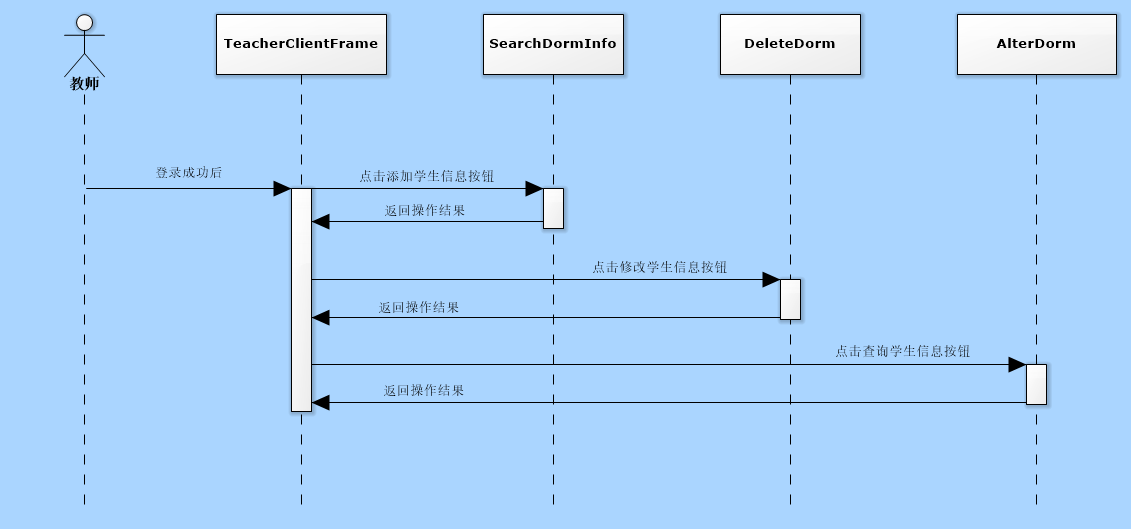 TeacherClientFrame
SearchDormInfo
DeleteDorm
AlterDorm
教师
登录成功后
点击添加学生信息按钮
返回操作结果
点击修改学生信息按钮
返回操作结果
点击查询学生信息按钮
返回操作结果